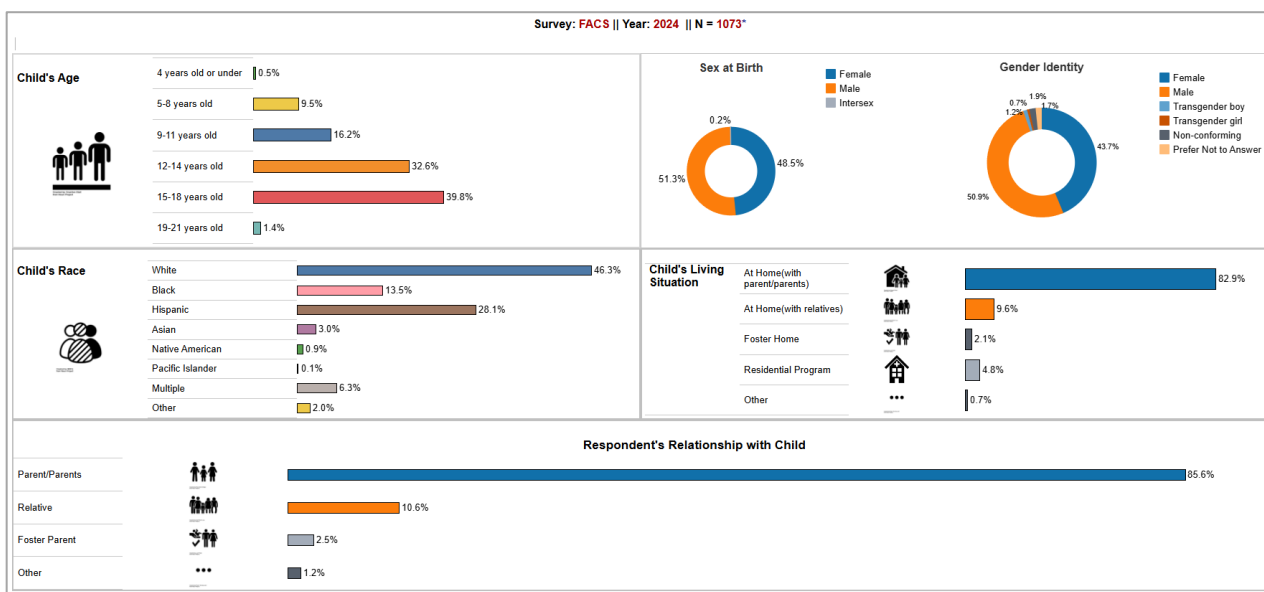 Survey: FACS || Year: 2024 || N = 1073*
Child's Age
4 years old or under 0.5%
5-8 years old 9.5%
9-11 years old 16.2%
12-14 years old 32.6%
15-18 years old 39.8%
19-21 years old 1.4%
Sex at Birth
Female
Male
Intersex
0.2%
48.5%
51.3%
Gender Identity
Female
Male
Transgender boy
Transgender girl
Non-conforming
Prefer Not to Answer
1.9%
0.7%
1.7%
1.2%
43.7%
50.9%
Child's Race
White 46.3%
Black 13.5%
Hispanic 28.1%
Asian 3.0%
Native American 0.9%
Pacific Islander 0.1%
Multiple 6.3%
Other 2.0%
Child's Living
Situation
At Home(with
parent/parents) 82.9%
At Home(with relatives) 9.6%
Foster Home 2.1%
Residential Program 4.8%
Other 0.7%
Respondent's Relationship with Child
Parent/Parents 85.6%
Relative 10.6%
Foster Parent 2.5%
Other 1.2%